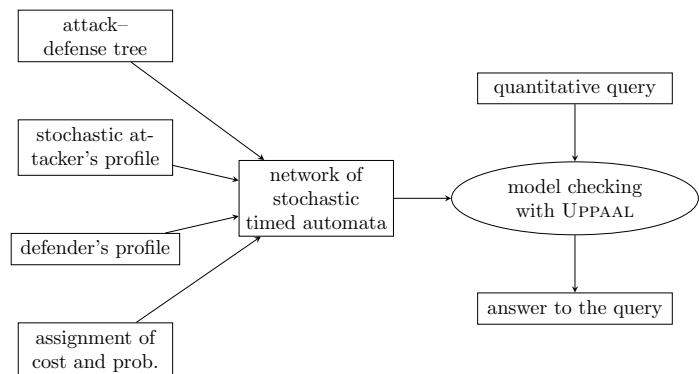 attack–
defense tree
stochastic at-
tacker's profile
defender's profile
assignment of
cost and prob.
network of
stochastic
timed automata
quantitative query
model checking
with UPPAAL
answer to the query